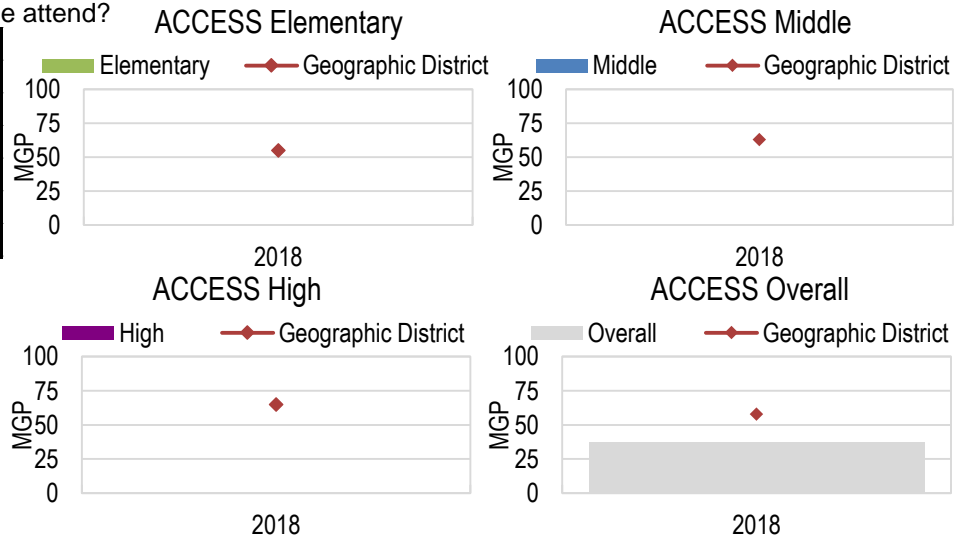 e attend?
ACCESS Elementary
Elementary Geographic District
100
75
50
25
0
MGP
2018
ACCESS Middle
Middle Geographic District
100
75
50
25
0
MGP
2018
ACCESS High
High Geographic District
100
75
50
25
0
MGP
2018
ACCESS Overall
Overall Geographic District
100
75
50
25
0
MGP
2018